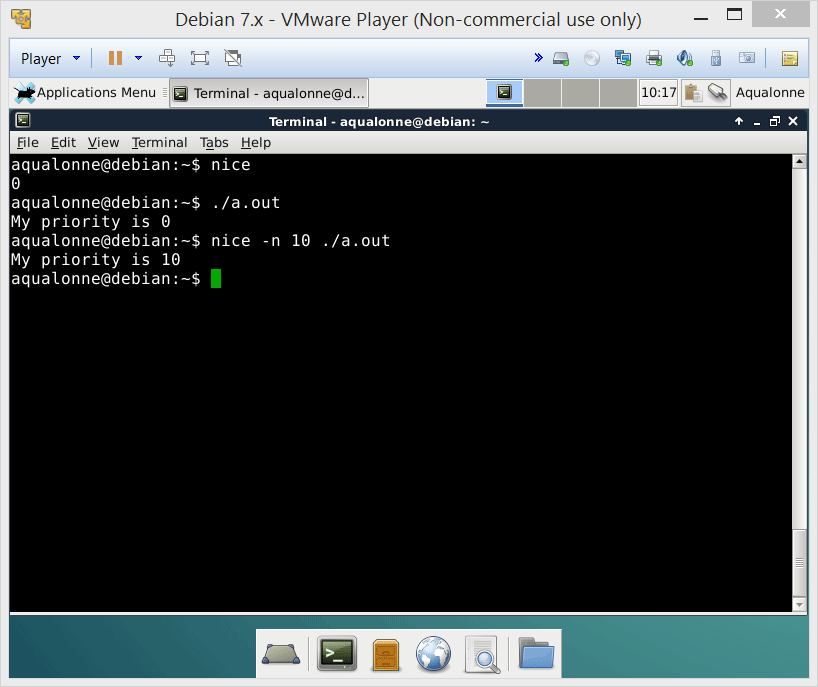 Debian 7.x - VMware Player (Non-commercial use only)
Player
Applications Menu Terminal - aqualonne@d... 10:17 Aqualonne
Terminal - aqualonne@debian: ~
File Edit View Terminal Tabs Help
aqualonne@debian:~$ nice
0
aqualonne@debian:~$ ./a.out
My priority is 0
aqualonne@debian:~$ nice -n 10 ./a.out
My priority is 10
aqualonne@debian:~$